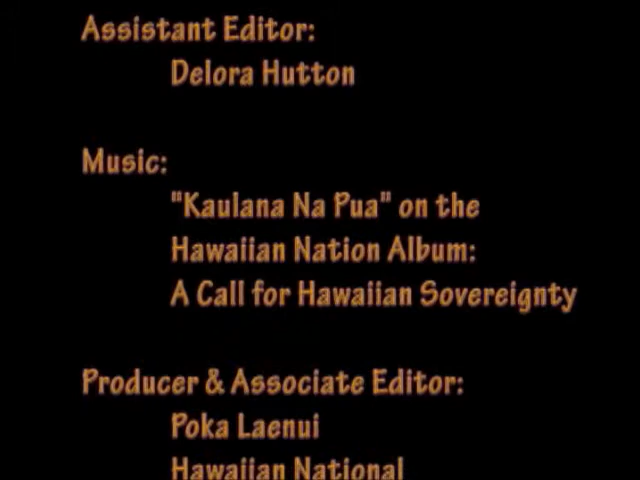 Assistant Editor:
Delora Hutton
Music:
"Kaulana Na Pua" on the
Hawaiian Nation Album:
A Call for Hawaiian Sovereignty
Producer & Associate Editor:
Poka Laenui
Hawaiian National